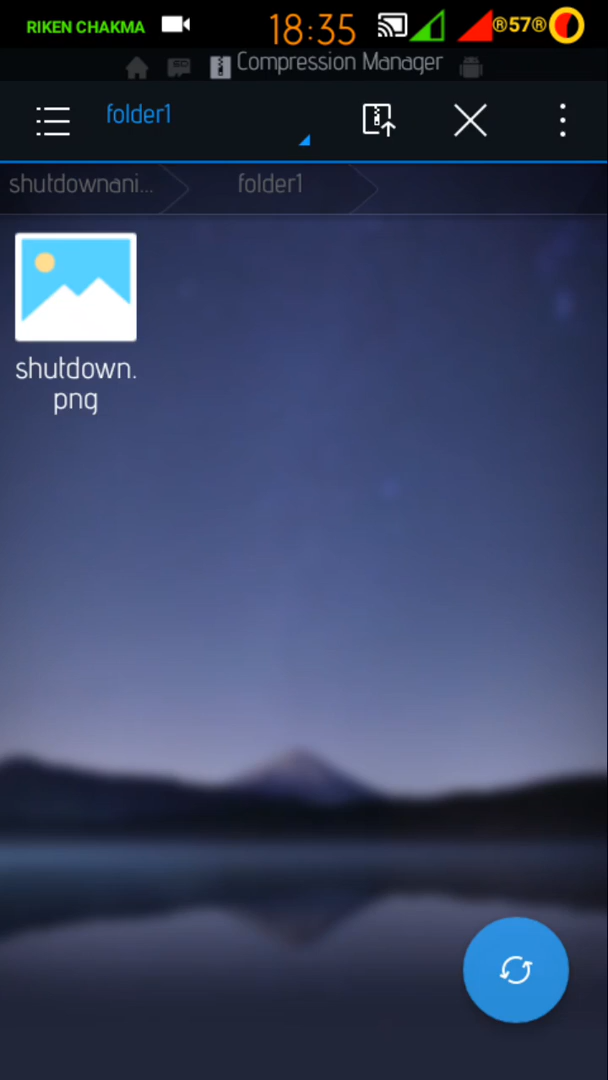 RIKEN CHAKMA 18:35 ®57®
Compression Manager
folder1
shutdownani... folder1
shutdown.
png